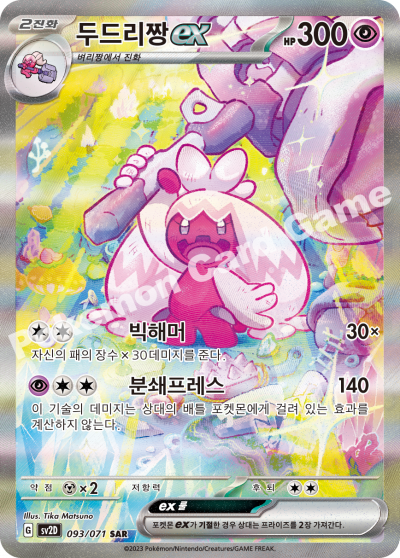 2진화
두드리짱ex
HP300
벼리짱에서 진화
Pokémon Card Game
빅해머 30×
자신의 패의 장수×30데미지를 준다.
분쇄프레스 140
이 기술의 데미지는 상대의 배틀 포켓몬에게 걸려 있는 효과를
계산하지 않는다.
약점 ×2 저항력 후퇴
Illus. Tika Matsuno
G SV2D 093/071 SAR
ex룰
포켓몬ex가 기절한 경우 상대는 프라이즈를 2장 가져간다.
©2023 Pokémon/Nintendo/Creatures/GAME FREAK.